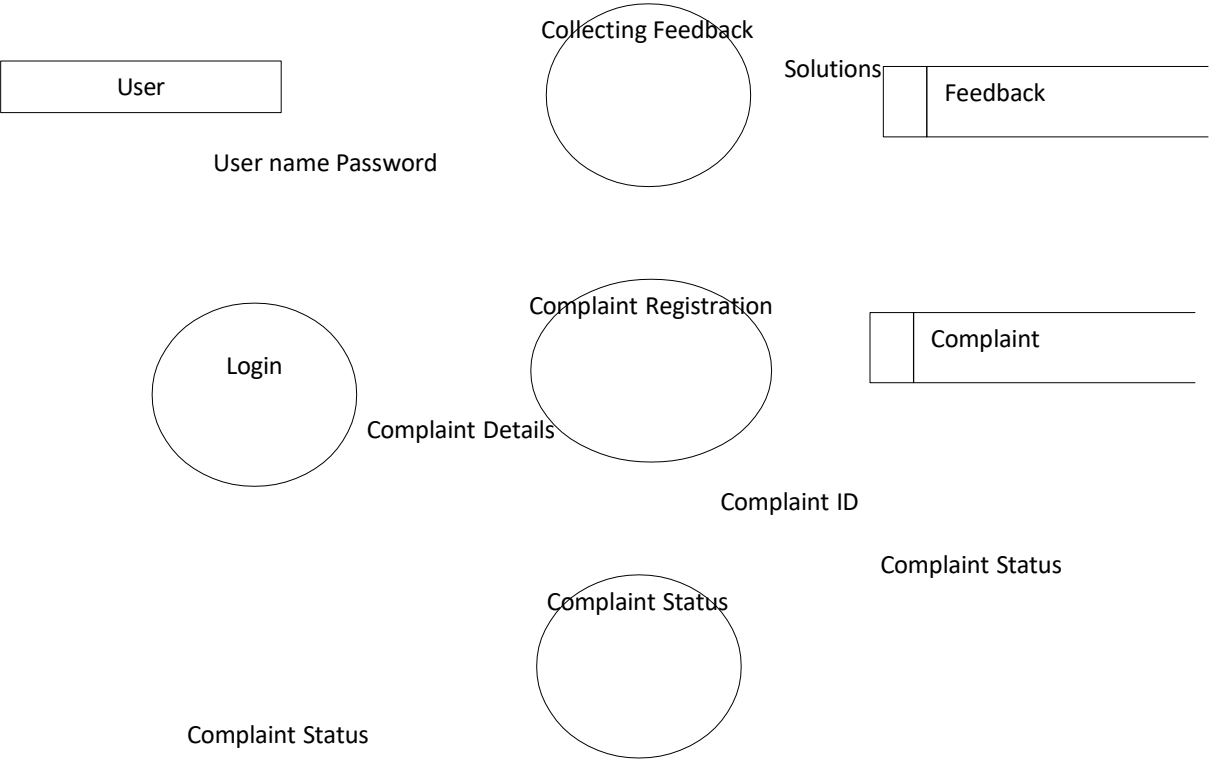 Collecting Feedback
Solutions
User
Feedback
User name Password
Complaint Registration
Complaint
Login
Complaint Details
Complaint ID
Complaint Status
Complaint Status
Complaint Status